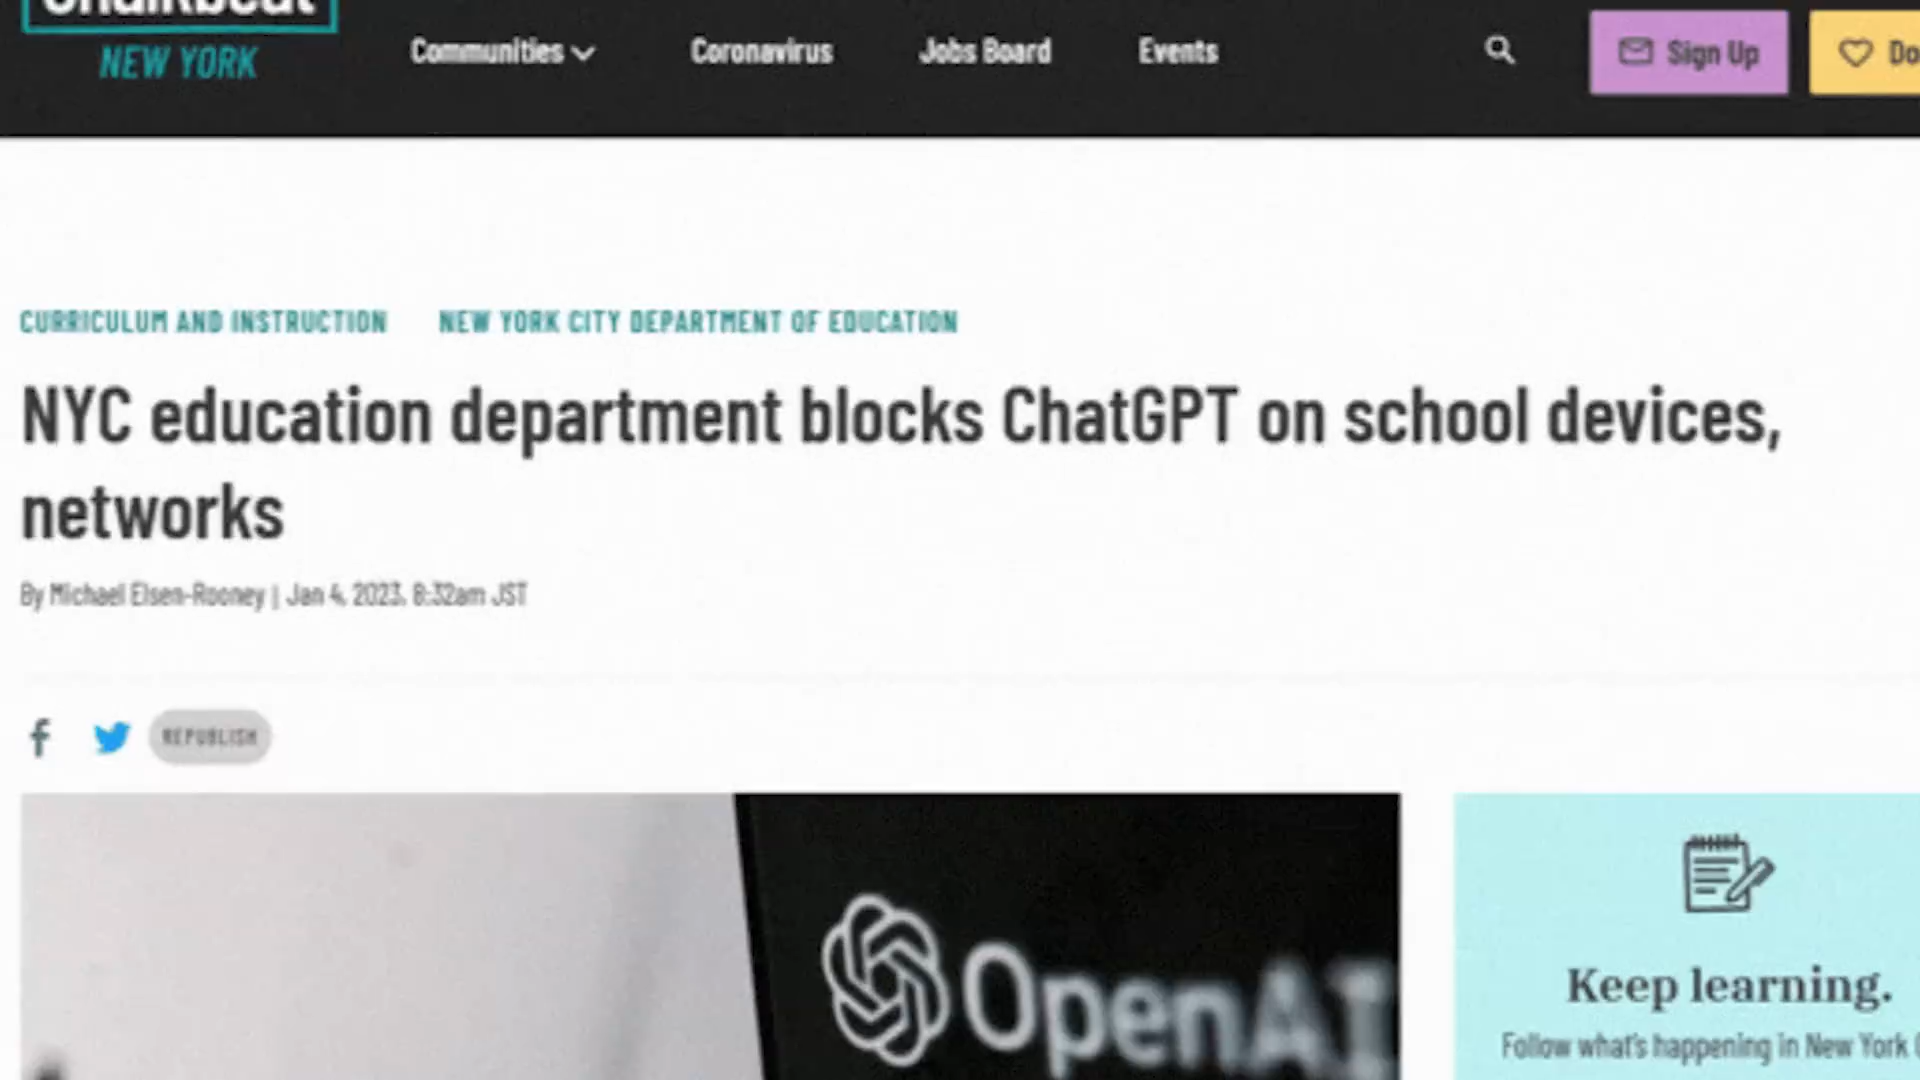 Chalkbeat
NEW YORK
Communities
Coronavirus
Jobs Board
Events
Sign Up
Do
CURRICULUM AND INSTRUCTION
NEW YORK CITY DEPARTMENT OF EDUCATION
NYC education department blocks ChatGPT on school devices,
networks
By Michael Elsen-Rooney | Jan 4, 2023, 8:32am JST
REPUBLISH
OpenAI
Keep learning.
Follow what's happening in New York